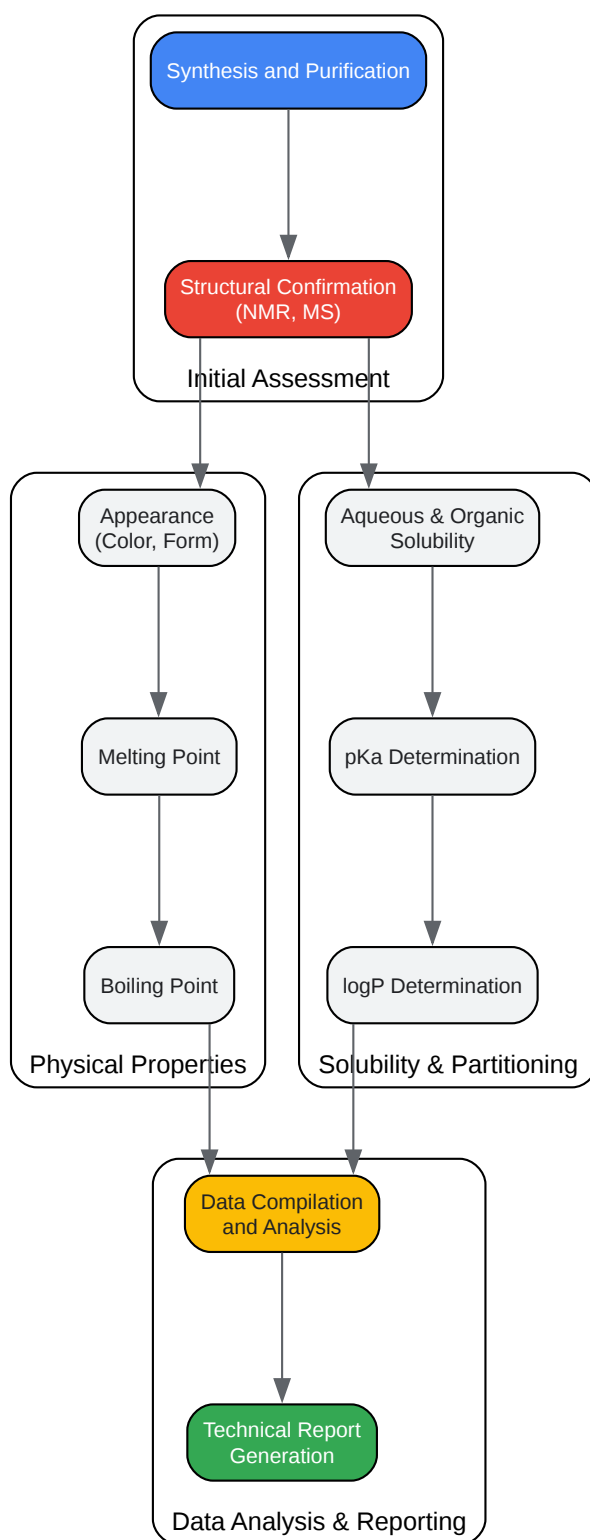 Synthesis and Purification
Structural Confirmation
(NMR, MS)
Initial Assessment
Appearance
(Color, Form)
Melting Point
Boiling Point
Physical Properties
Aqueous & Organic
Solubility
pKa Determination
logP Determination
Solubility & Partitioning
Data Compilation
and Analysis
Technical Report
Generation
Data Analysis & Reporting